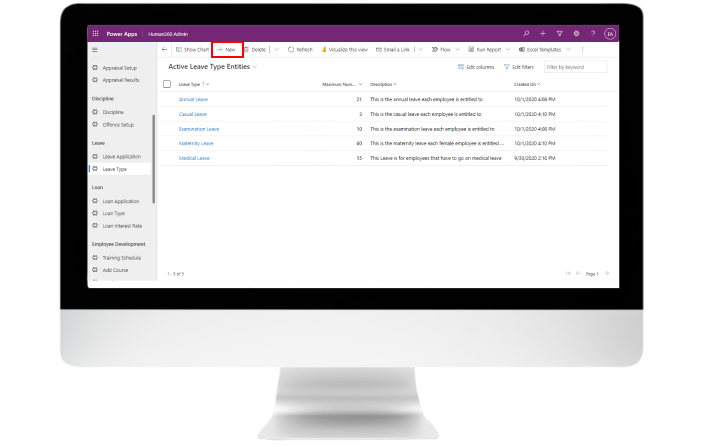 Power Apps | Human360 Admin
EA
Show Chart + New Delete Refresh Visualize this view Email a Link Flow Run Report Excel Templates
Active Leave Type Entities Edit columns Edit filters Filter by keyword
Leave Type ↑ Maximum Num... Description Created On
Annual Leave 21 This is the annual leave each employee is entitled to 10/1/2020 4:08 PM
Casual Leave 3 This is the casual leave each employee is entitled to 10/1/2020 4:10 PM
Examination Leave 10 This is the examination leave each employee is entitled to 10/1/2020 4:08 PM
Maternity Leave 60 This is the maternity leave each female employee is entitled ... 10/1/2020 4:10 PM
Medical Leave 15 This Leave is for employees that have to go on medical leave 9/30/2020 2:16 PM
1 - 5 of 5 Page 1
Appraisal Setup
Appraisal Results
Discipline
Discipline
Offence Setup
Leave
Leave Application
Leave Type
Loan
Loan Application
Loan Type
Loan Interest Rate
Employee Development
Training Schedule
Add Course